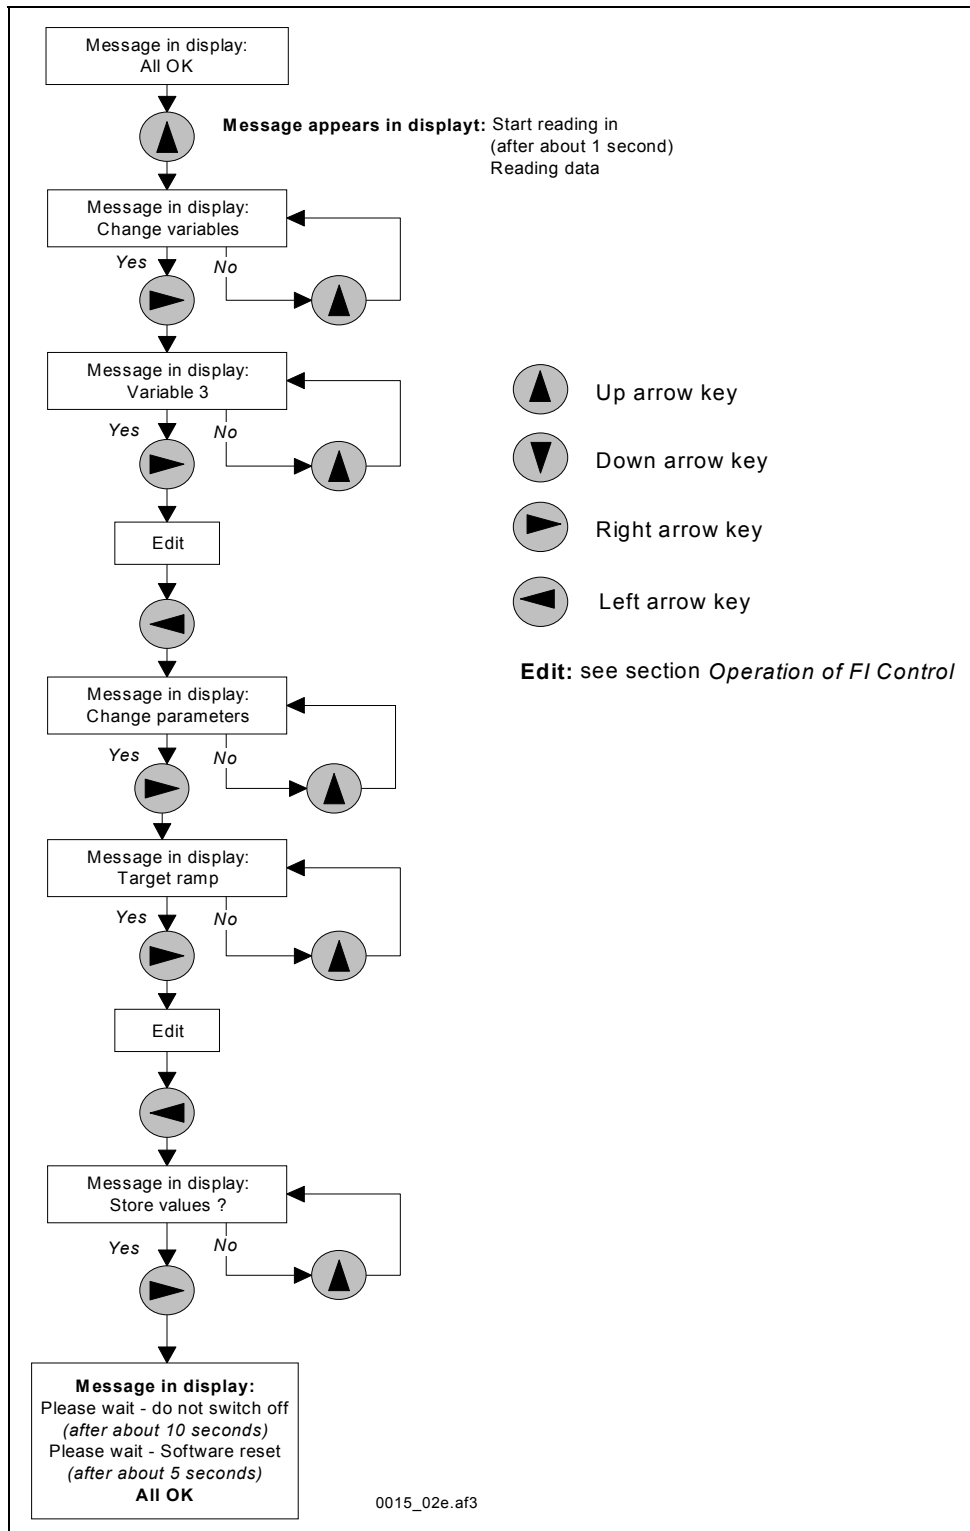 Message in display:
All OK
Message appears in displayt: Start reading in
(after about 1 second)
Reading data
Message in display:
Change variables
Yes
No
Message in display:
Variable 3
Yes
No
Edit
Message in display:
Change parameters
Yes
No
Message in display:
Target ramp
Yes
No
Edit
Message in display:
Store values ?
Yes
No
Message in display:
Please wait - do not switch off
(after about 10 seconds)
Please wait - Software reset
(after about 5 seconds)
All OK
Up arrow key
Down arrow key
Right arrow key
Left arrow key
Edit: see section Operation of FI Control
0015_02e.af3